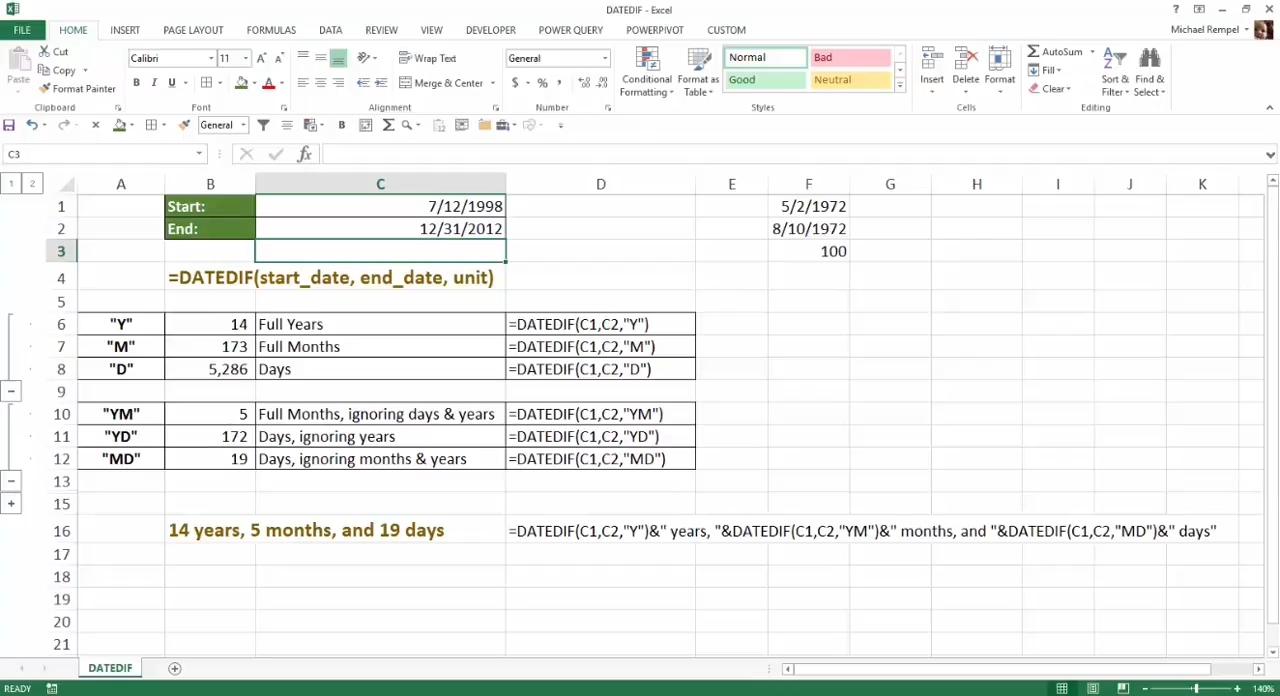 DATEDIF - Excel
FILE HOME INSERT PAGE LAYOUT FORMULAS DATA REVIEW VIEW DEVELOPER POWER QUERY POWERPIVOT CUSTOM Michael Rempel
Paste
Cut
Copy
Format Painter
Clipboard
Calibri 11
B I U
Font
Wrap Text
Merge & Center
Alignment
General
$ % ,
Number
Conditional Formatting
Format as Table
Normal Bad
Good Neutral
Styles
Insert Delete Format
Cells
AutoSum
Fill
Clear
Sort & Filter
Find & Select
Editing
General B
C3 fx
1 2 A B C D E F G H I J K
1 Start: 7/12/1998 5/2/1972
2 End: 12/31/2012 8/10/1972
3 100
4 =DATEDIF(start_date, end_date, unit)
5
6 "Y" 14 Full Years =DATEDIF(C1,C2,"Y")
7 "M" 173 Full Months =DATEDIF(C1,C2,"M")
8 "D" 5,286 Days =DATEDIF(C1,C2,"D")
9
10 "YM" 5 Full Months, ignoring days & years =DATEDIF(C1,C2,"YM")
11 "YD" 172 Days, ignoring years =DATEDIF(C1,C2,"YD")
12 "MD" 19 Days, ignoring months & years =DATEDIF(C1,C2,"MD")
13
15
16 14 years, 5 months, and 19 days =DATEDIF(C1,C2,"Y")&" years, "&DATEDIF(C1,C2,"YM")&" months, and "&DATEDIF(C1,C2,"MD")&" days"
17
18
19
20
21
DATEDIF
READY 140%